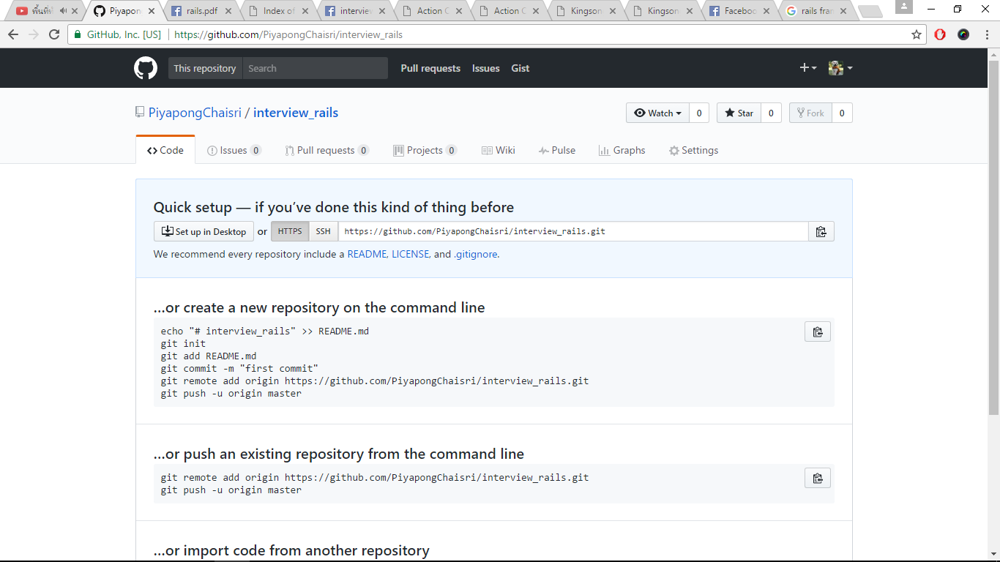 Piyapon
rails.pdf
Index of
interview
Action C
Action C
Kingson
Kingson
Faceboo
rails fran
GitHub, Inc. [US] https://github.com/PiyapongChaisri/interview_rails
This repository Search Pull requests Issues Gist
PiyapongChaisri / interview_rails
Watch 0 Star 0 Fork 0
Code Issues 0 Pull requests 0 Projects 0 Wiki Pulse Graphs Settings
Quick setup — if you’ve done this kind of thing before
Set up in Desktop or HTTPS SSH https://github.com/PiyapongChaisri/interview_rails.git
We recommend every repository include a README, LICENSE, and .gitignore.
…or create a new repository on the command line
echo "# interview_rails" >> README.md
git init
git add README.md
git commit -m "first commit"
git remote add origin https://github.com/PiyapongChaisri/interview_rails.git
git push -u origin master
…or push an existing repository from the command line
git remote add origin https://github.com/PiyapongChaisri/interview_rails.git
git push -u origin master
…or import code from another repository